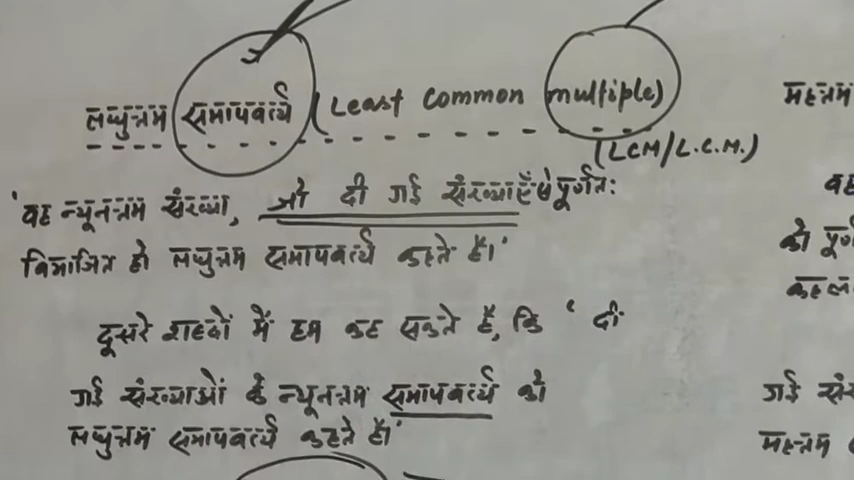 लघुत्तम समापवर्त्य (Least Common multiple)
(LCM/L.C.M.)
'वह न्यूनतम संख्या, जो दी गई संख्याएँ से पूर्णत:
विभाजित हो लघुत्तम समापवर्त्य कहते हैं।'
दूसरे शब्दों में हम कह सकते हैं, कि ' दी
गई संख्याओं के न्यूनतम समापवर्त्य को
लघुत्तम समापवर्त्य कहते हैं।'
महत्तम
वह
को
गई
महत्तम